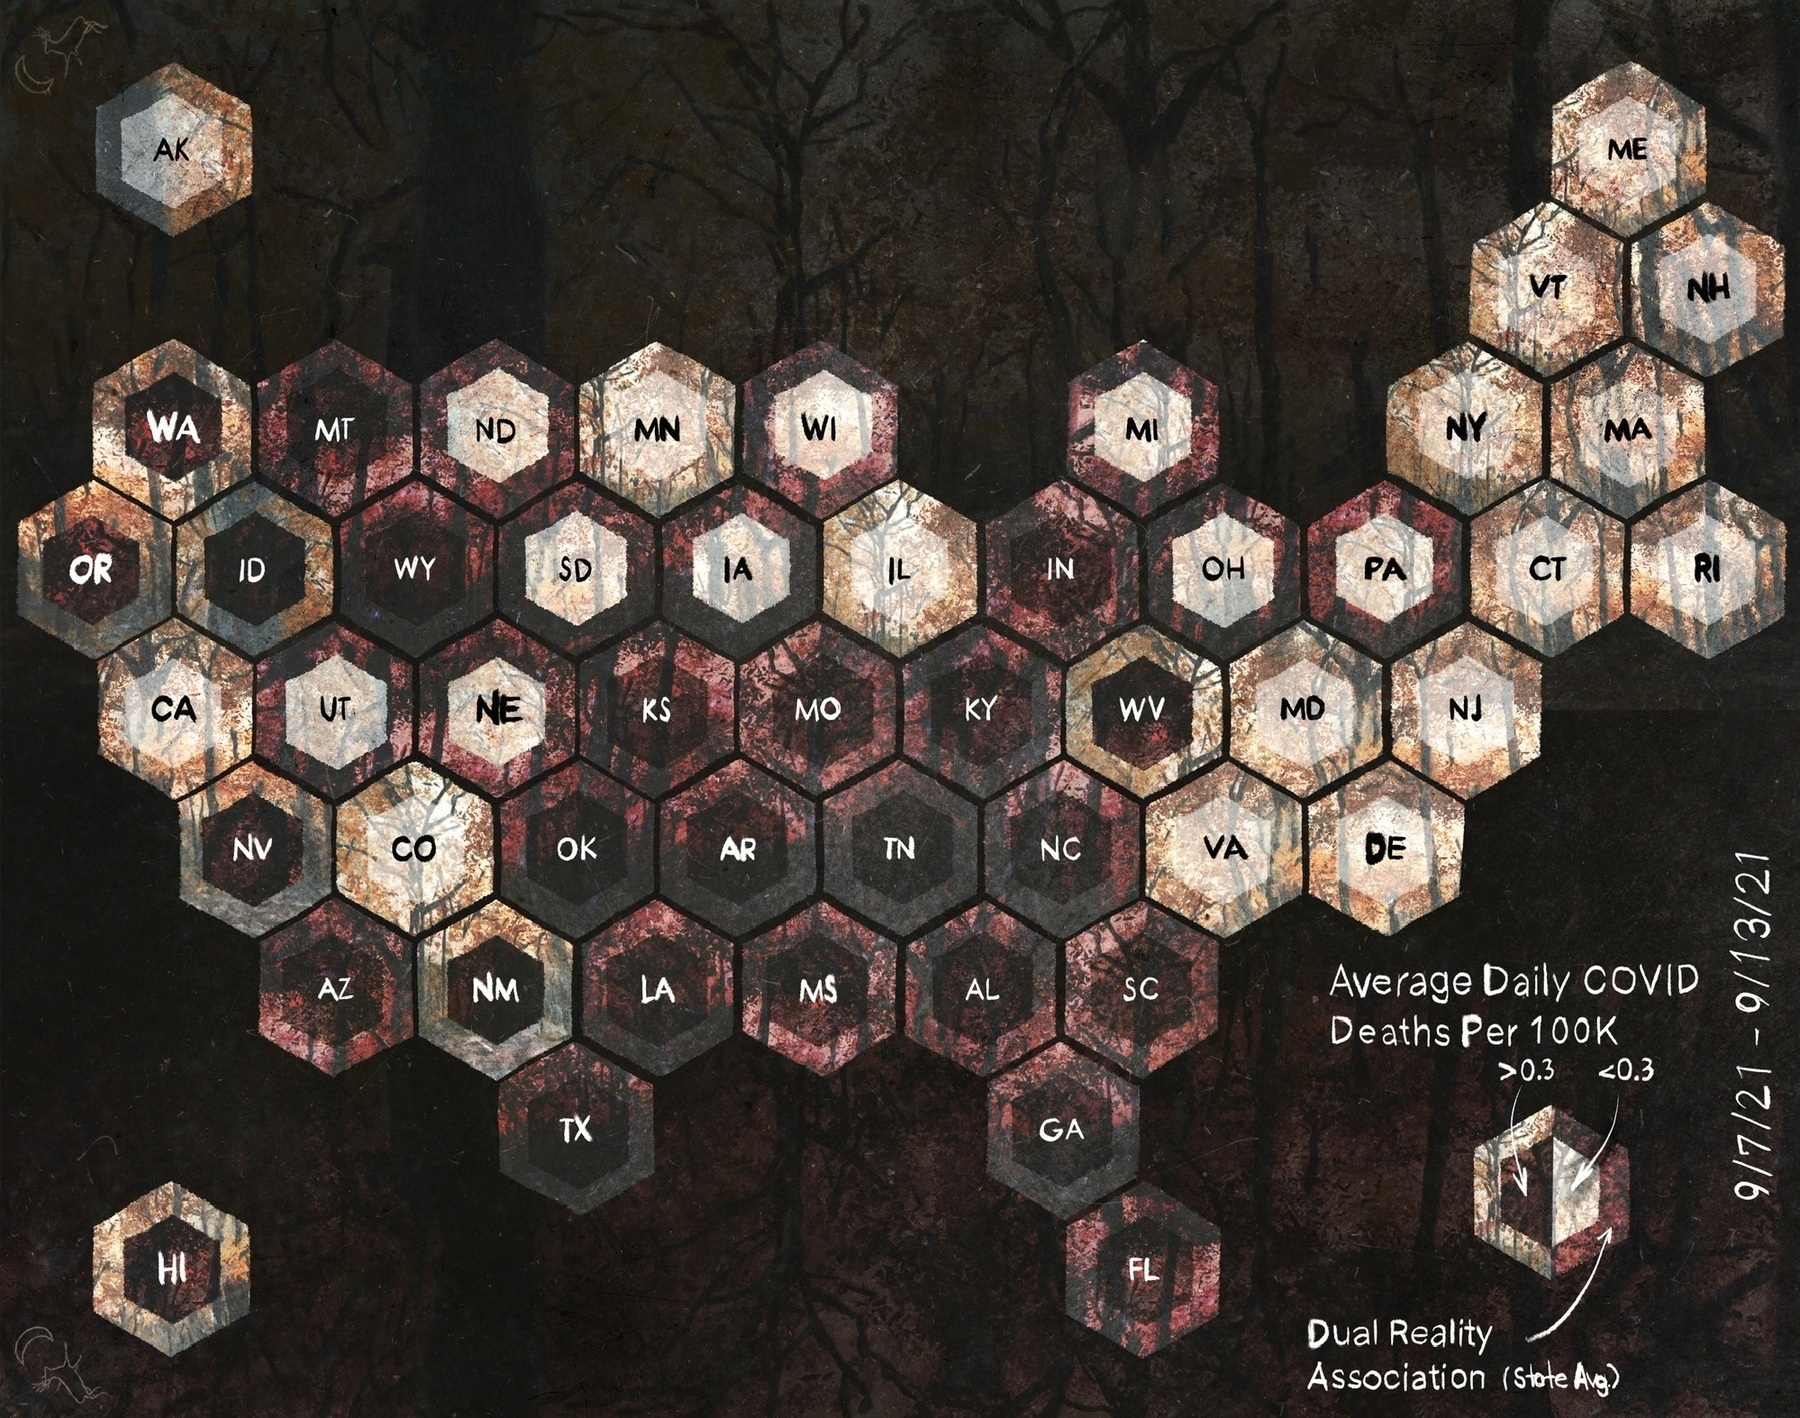 AK
ME
VT
NH
WA
MT
ND
MN
WI
MI
NY
MA
OR
ID
WY
SD
IA
IL
IN
OH
PA
CT
RI
CA
UT
NE
KS
MO
KY
WV
MD
NJ
NV
CO
OK
AR
TN
NC
VA
DE
AZ
NM
LA
MS
AL
SC
TX
GA
HI
FL
Average Daily COVID
Deaths Per 100K
>0.3 <0.3
Dual Reality
Association (State Avg.)
9/7/21 - 9/13/21